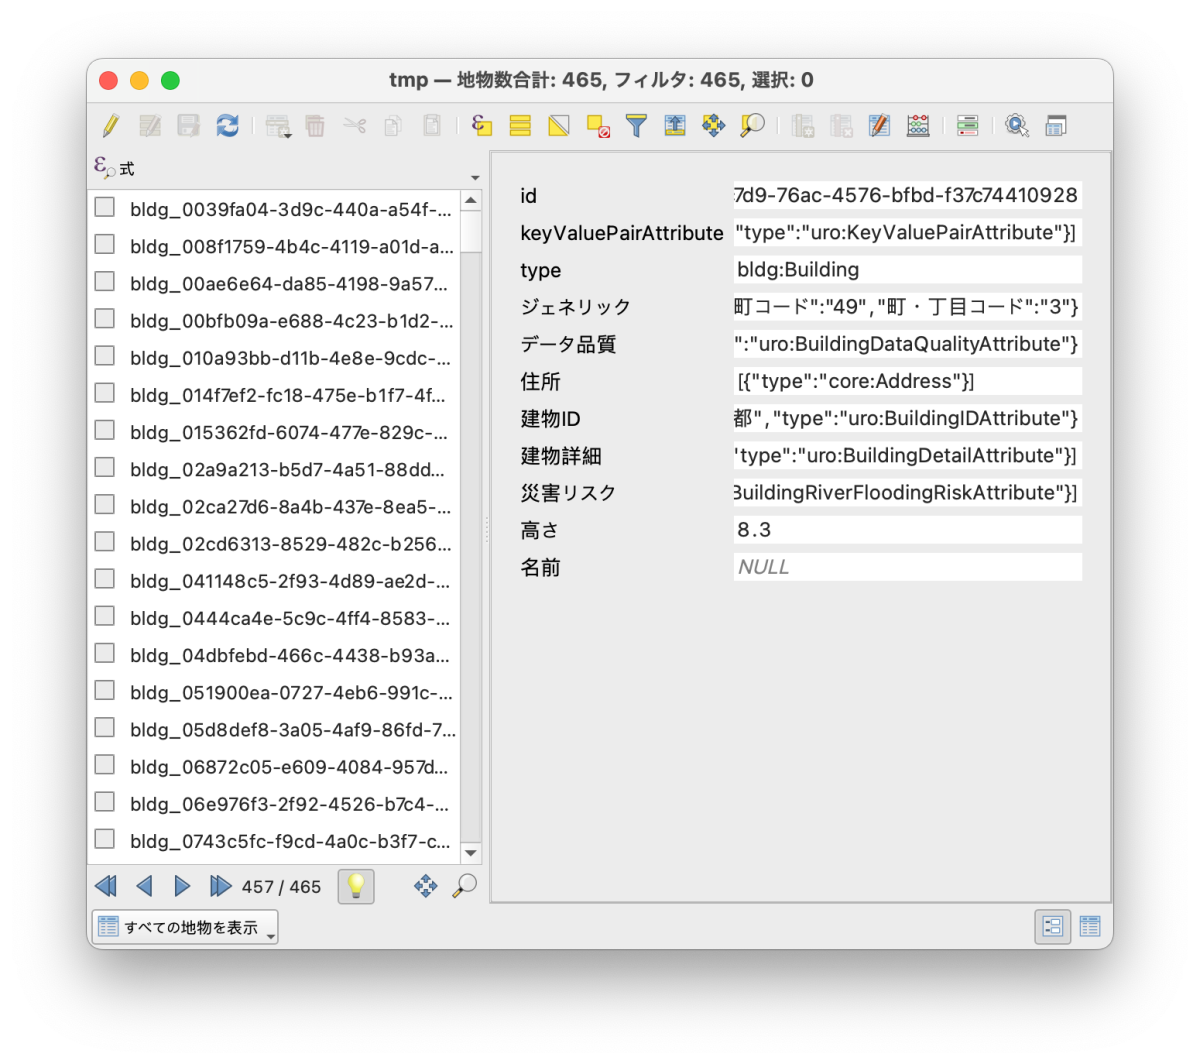 tmp — 地物数合計: 465, フィルタ: 465, 選択: 0
式
bldg_0039fa04-3d9c-440a-a54f-...
bldg_008f1759-4b4c-4119-a01d-a...
bldg_00ae6e64-da85-4198-9a57...
bldg_00bfb09a-e688-4c23-b1d2-...
bldg_010a93bb-d11b-4e8e-9cdc-...
bldg_014f7ef2-fc18-475e-b1f7-4f...
bldg_015362fd-6074-477e-829c-...
bldg_02a9a213-b5d7-4a51-88dd...
bldg_02ca27d6-8a4b-437e-8ea5-...
bldg_02cd6313-8529-482c-b256...
bldg_041148c5-2f93-4d89-ae2d-...
bldg_0444ca4e-5c9c-4ff4-8583-...
bldg_04dbfebd-466c-4438-b93a...
bldg_051900ea-0727-4eb6-991c-...
bldg_05d8def8-3a05-4af9-86fd-7...
bldg_06872c05-e609-4084-957d...
bldg_06e976f3-2f92-4526-b7c4-...
bldg_0743c5fc-f9cd-4a0c-b3f7-c...
457 / 465
すべての地物を表示
id 7d9-76ac-4576-bfbd-f37c74410928
keyValuePairAttribute "type":"uro:KeyValuePairAttribute"}]
type bldg:Building
ジェネリック 町コード":"49","町・丁目コード":"3"}
データ品質 ":"uro:BuildingDataQualityAttribute"}
住所 [{"type":"core:Address"}]
建物ID 都","type":"uro:BuildingIDAttribute"}
建物詳細 "type":"uro:BuildingDetailAttribute"}]
災害リスク BuildingRiverFloodingRiskAttribute"}]
高さ 8.3
名前 NULL